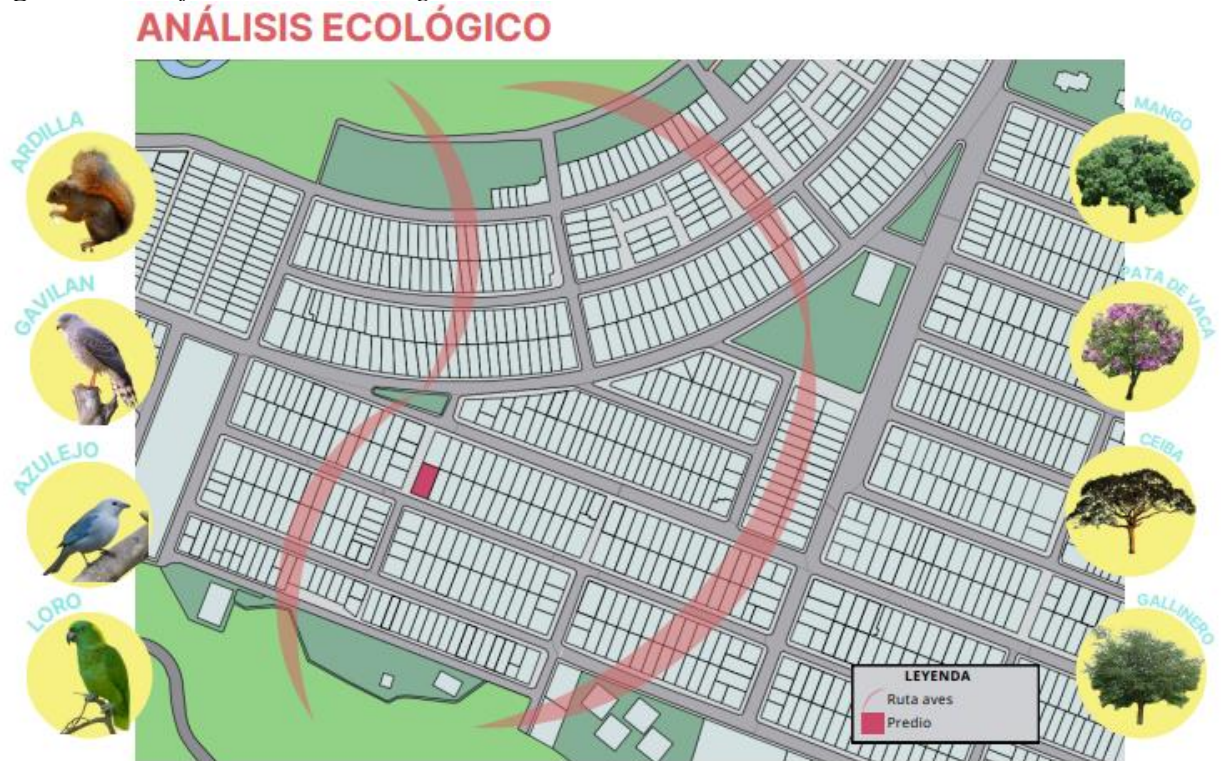 ANÁLISIS ECOLÓGICO
ARDILLA
GAVILAN
AZULEJO
LORO
MANGO
PATA DE VACA
CEIBA
GALLINERO
LEYENDA
Ruta aves
Predio